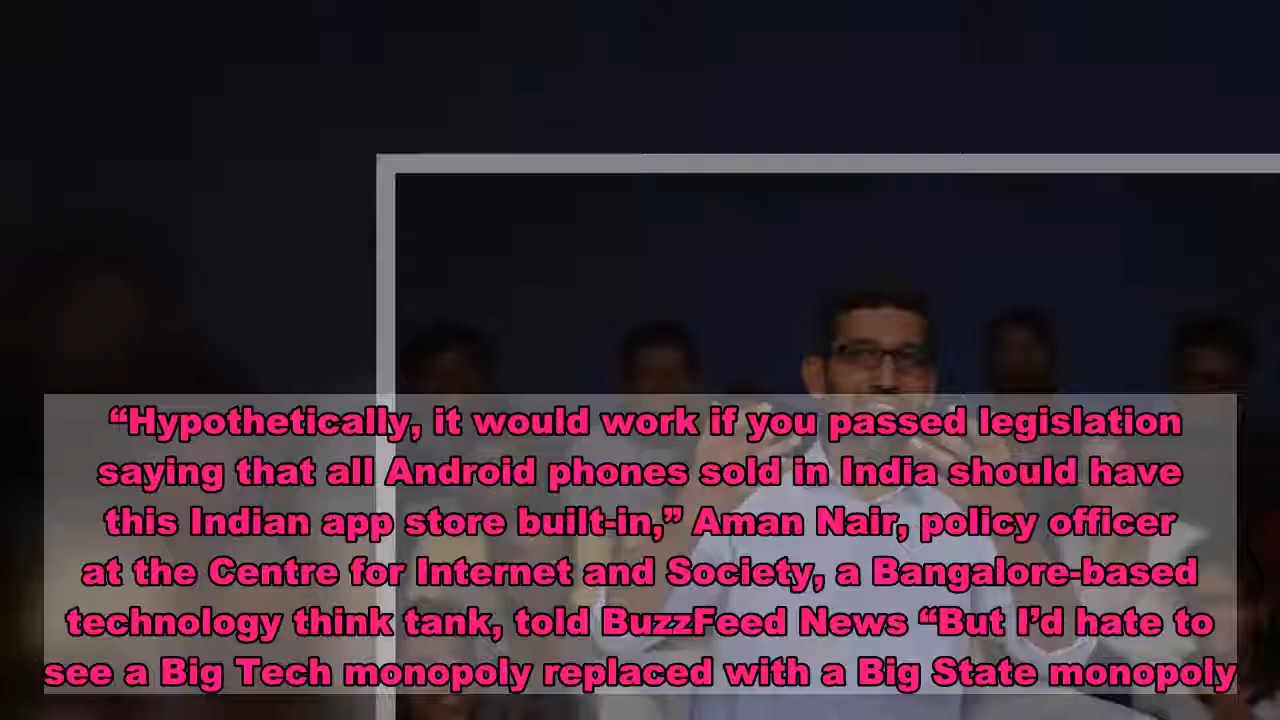 “Hypothetically, it would work if you passed legislation
saying that all Android phones sold in India should have
this Indian app store built-in,” Aman Nair, policy officer
at the Centre for Internet and Society, a Bangalore-based
technology think tank, told BuzzFeed News “But I’d hate to
see a Big Tech monopoly replaced with a Big State monopoly